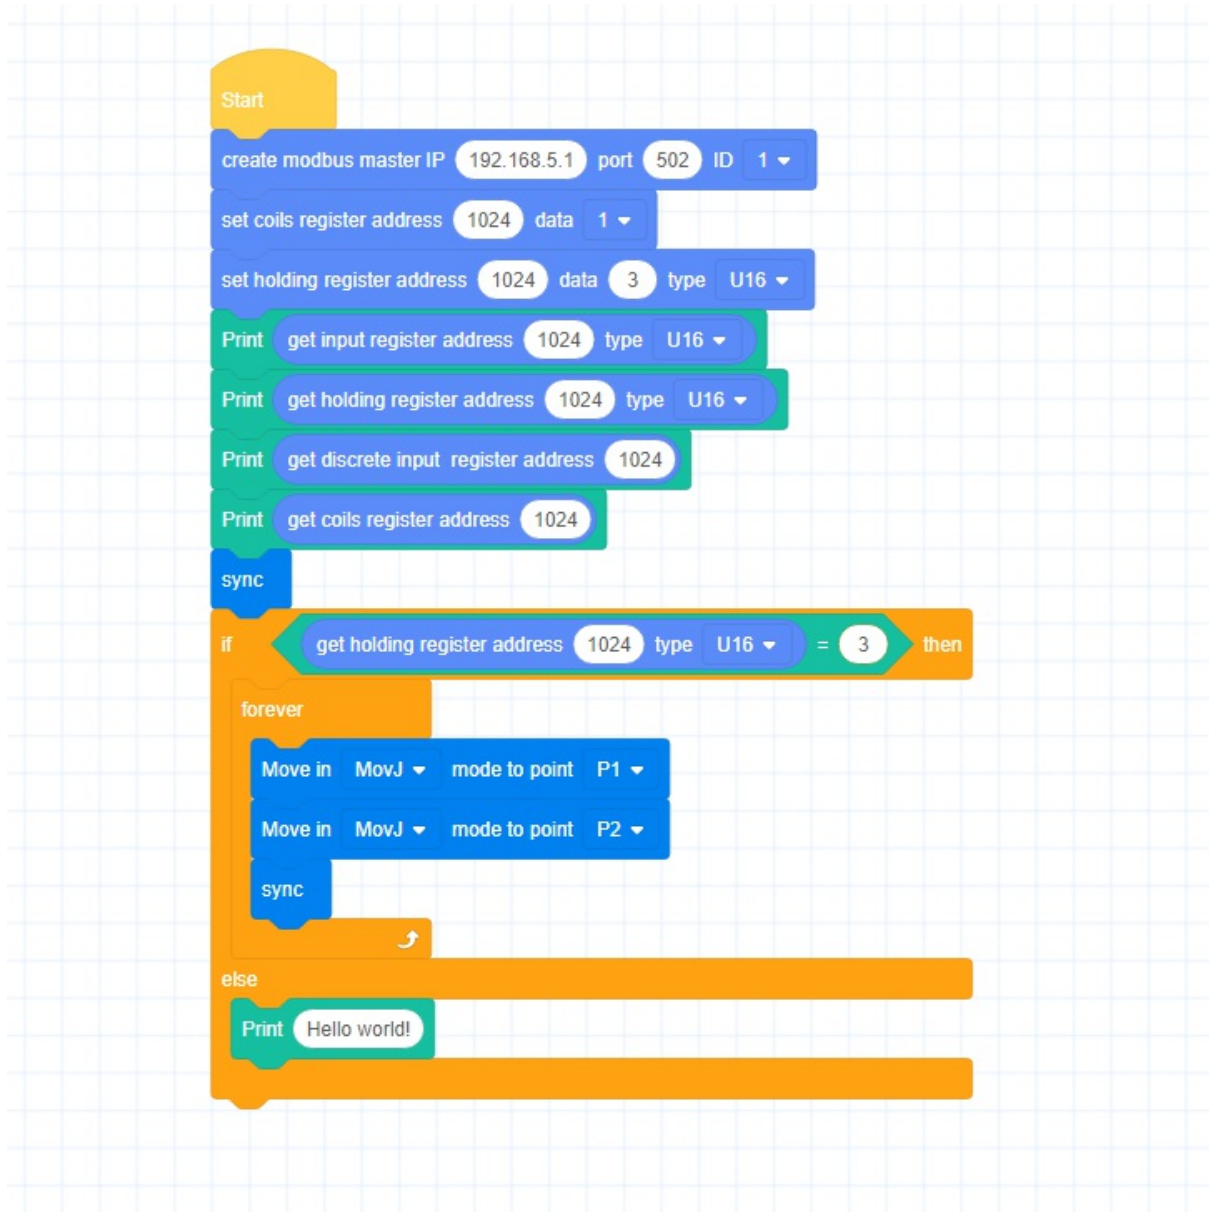 Start
create modbus master IP 192.168.5.1 port 502 ID 1
set coils register address 1024 data 1
set holding register address 1024 data 3 type U16
Print get input register address 1024 type U16
Print get holding register address 1024 type U16
Print get discrete input register address 1024
Print get coils register address 1024
sync
if get holding register address 1024 type U16 = 3 then
forever
Move in MovJ mode to point P1
Move in MovJ mode to point P2
sync
else
Print Hello world!